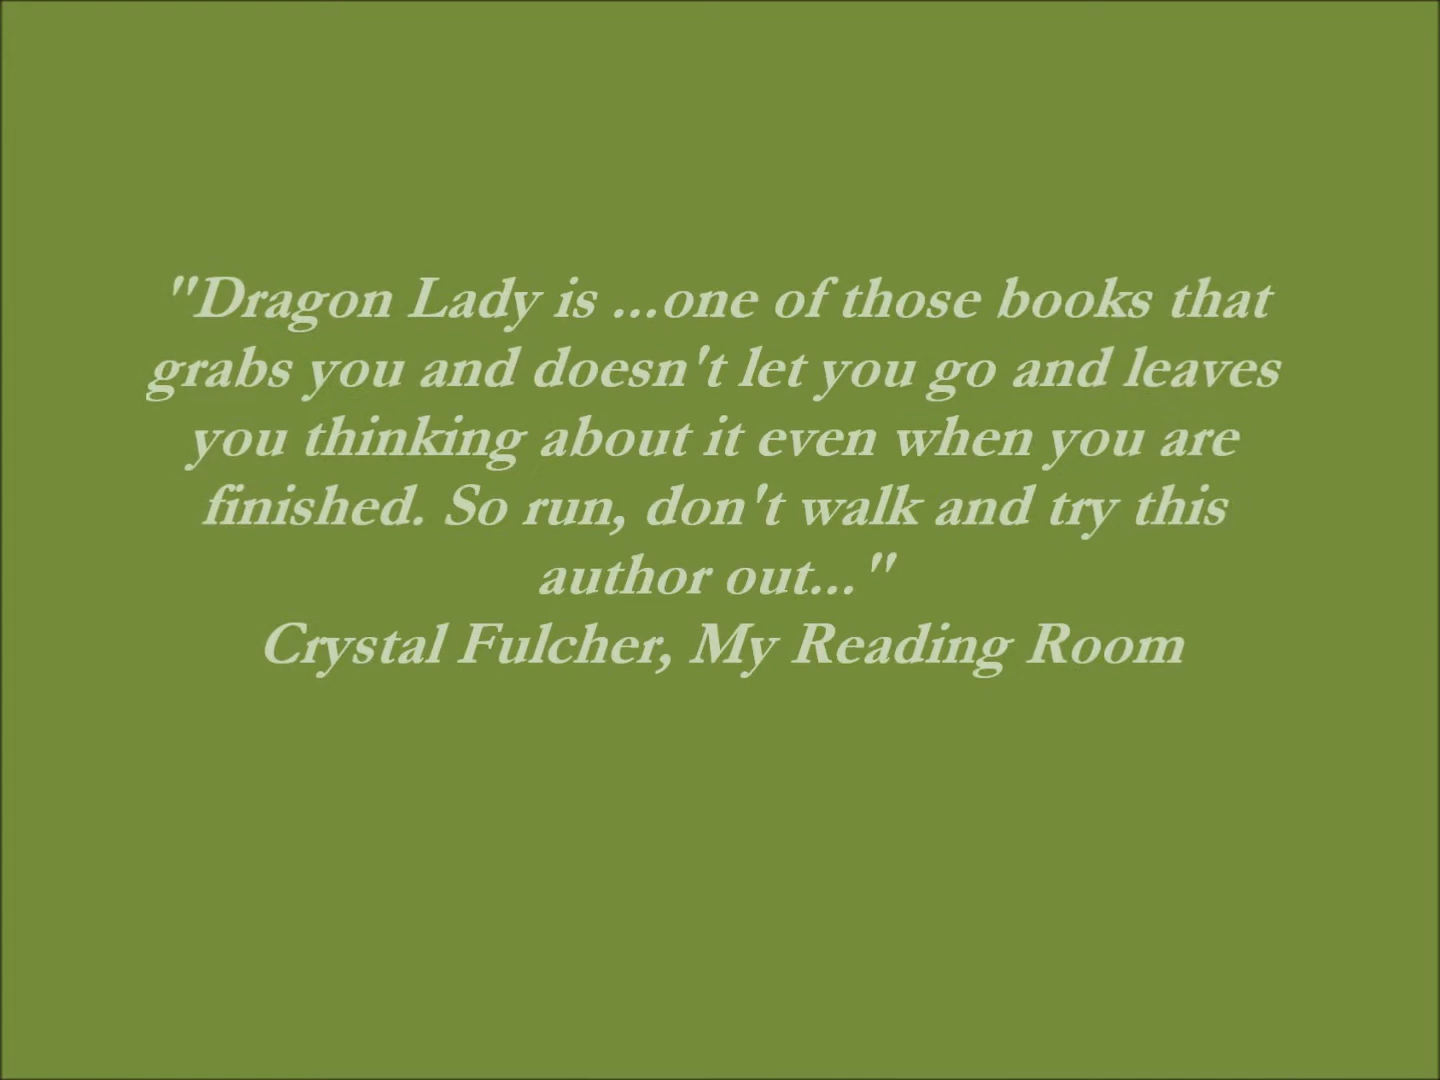 "Dragon Lady is ...one of those books that
grabs you and doesn't let you go and leaves
you thinking about it even when you are
finished. So run, don't walk and try this
author out..."
Crystal Fulcher, My Reading Room